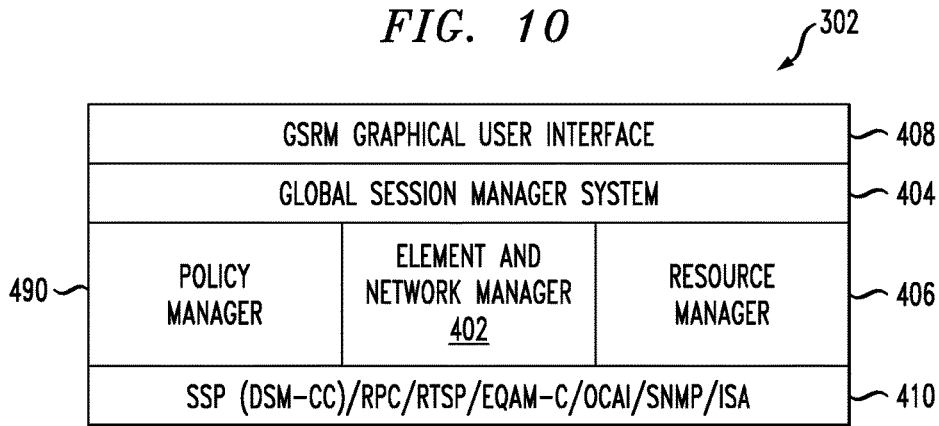 FIG. 10
302
GSRM GRAPHICAL USER INTERFACE
408
GLOBAL SESSION MANAGER SYSTEM
404
490
POLICY
MANAGER
ELEMENT AND
NETWORK MANAGER
402
RESOURCE
MANAGER
406
SSP (DSM-CC)/RPC/RTSP/EQAM-C/OCAI/SNMP/ISA
410